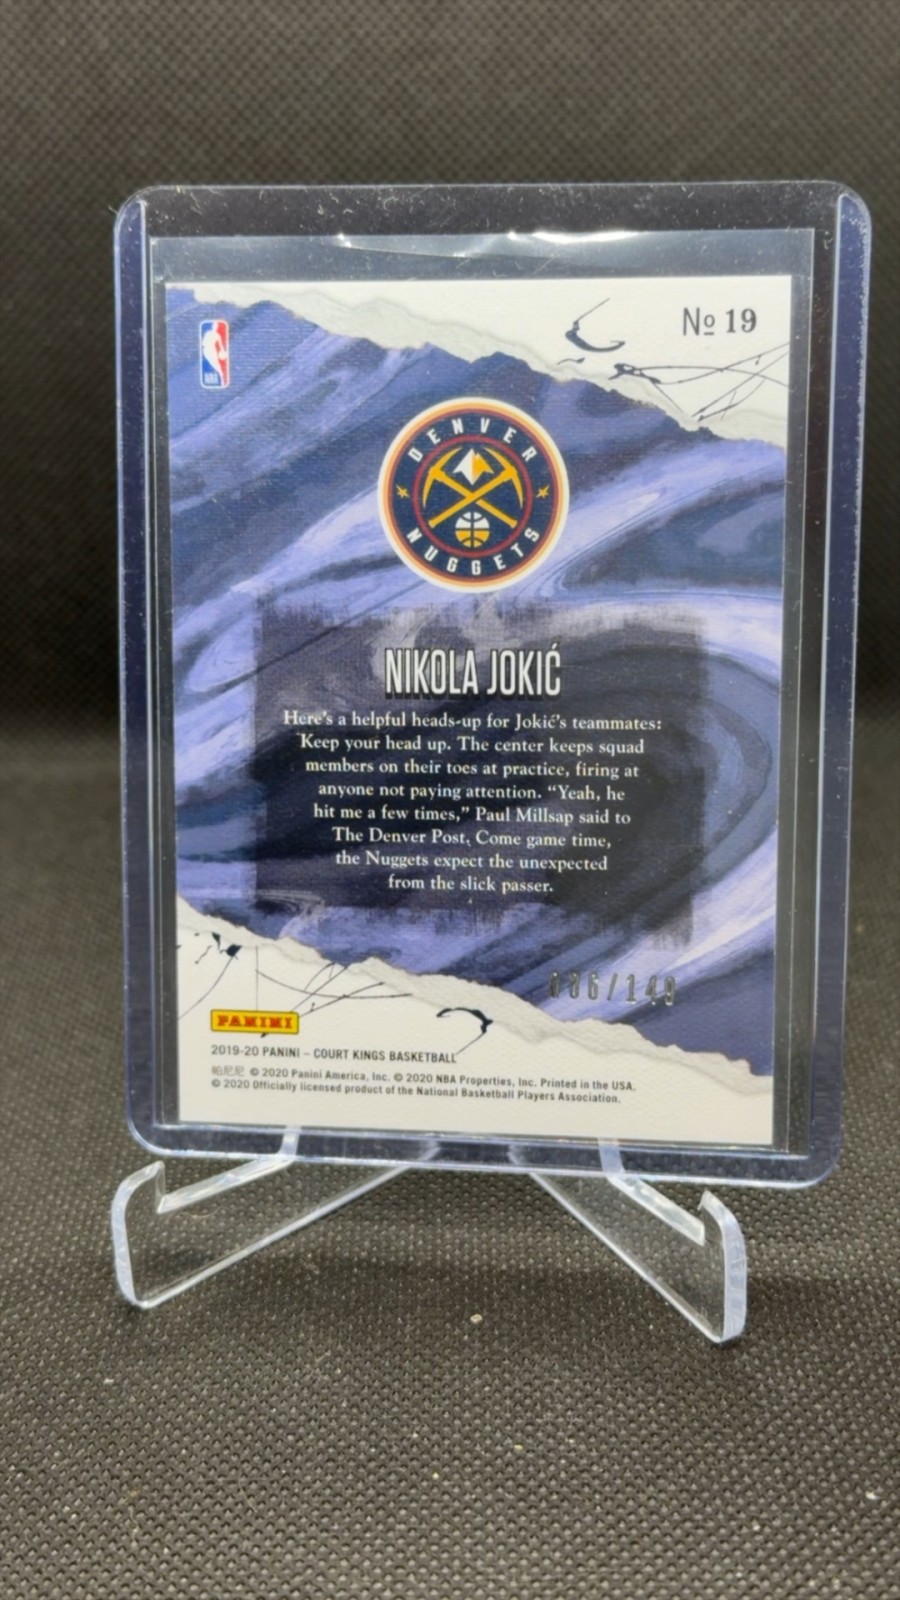 No 19
NBA
DENVER
NUGGETS
NIKOLA JOKIĆ
Here's a helpful heads-up for Jokić's teammates:
Keep your head up. The center keeps squad
members on their toes at practice, firing at
anyone not paying attention. “Yeah, he
hit me a few times,” Paul Millsap said to
The Denver Post. Come game time,
the Nuggets expect the unexpected
from the slick passer.
PANINI
2019-20 PANINI – COURT KINGS BASKETBALL
帕尼尼 © 2020 Panini America, Inc. © 2020 NBA Properties, Inc. Printed in the USA.
© 2020 Officially licensed product of the National Basketball Players Association.